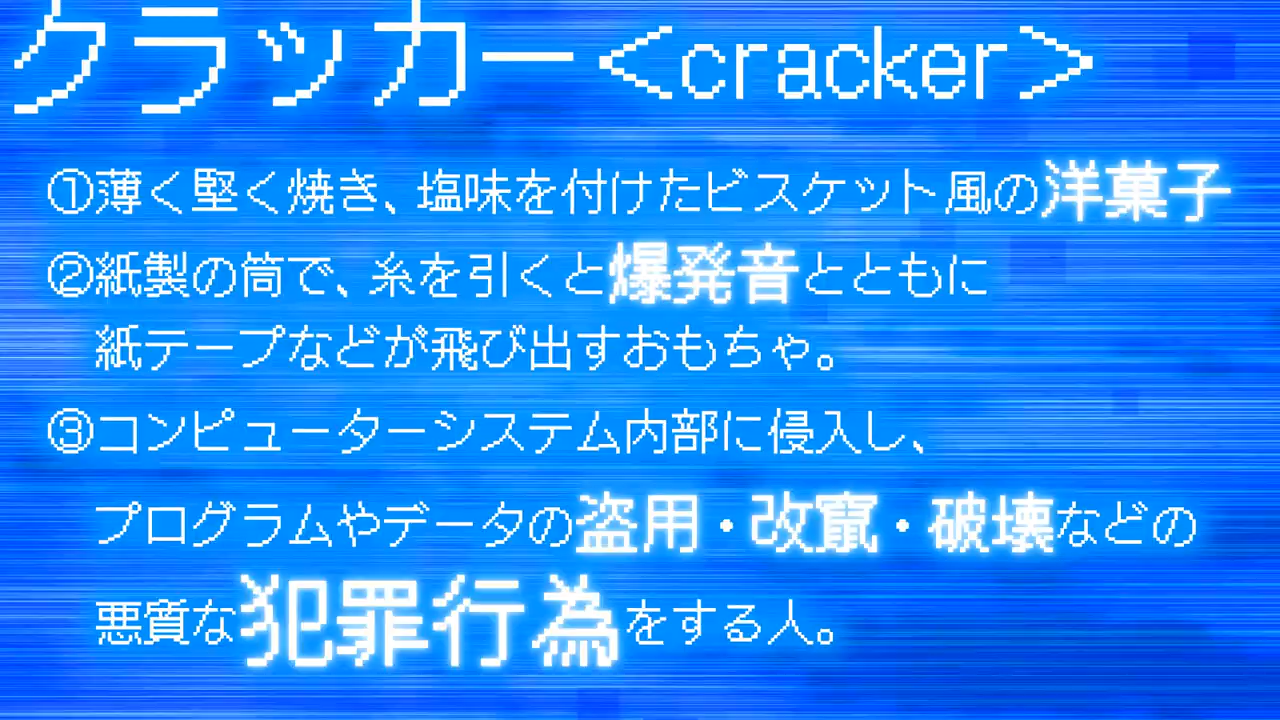 クラッカー<cracker>
①薄く堅く焼き、塩味を付けたビスケット風の洋菓子
②紙製の筒で、糸を引くと爆発音とともに
紙テープなどが飛び出すおもちゃ。
③コンピューターシステム内部に侵入し、
プログラムやデータの盗用・改竄・破壊などの
悪質な犯罪行為をする人。